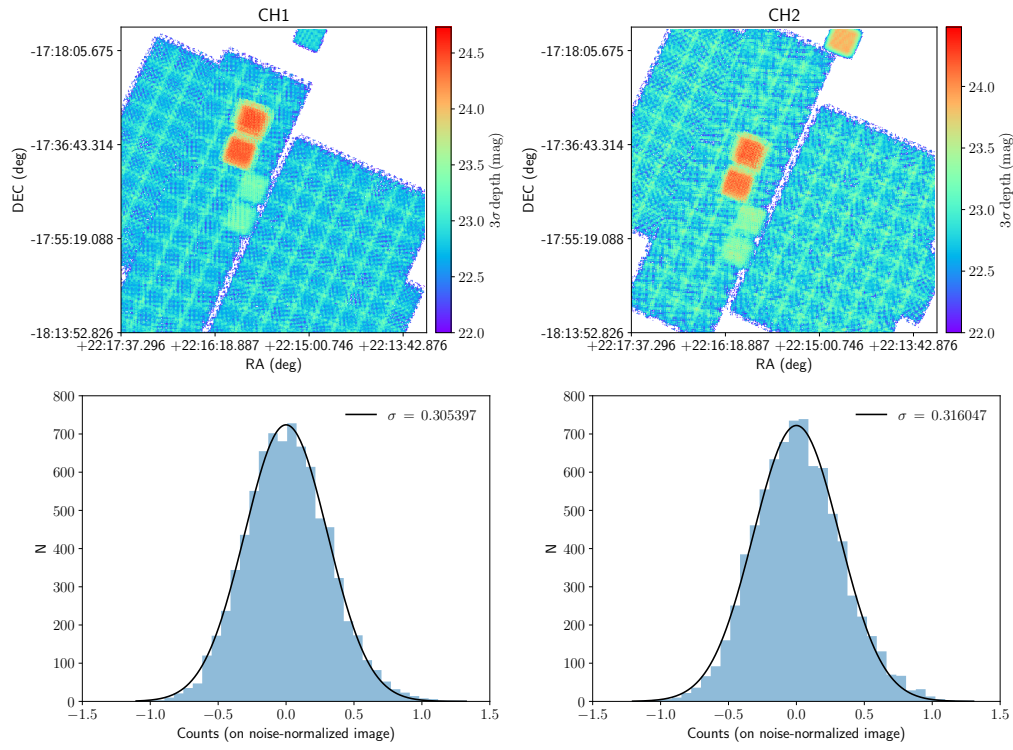 CH1
CH2
-17:18:05.675
-17:36:43.314
-17:55:19.088
-18:13:52.826
DEC (deg)
+22:17:37.296 +22:16:18.887 +22:15:00.746 +22:13:42.876
RA (deg)
24.5
24.0
23.5
23.0
22.5
22.0
3σ depth (mag)
-17:18:05.675
-17:36:43.314
-17:55:19.088
-18:13:52.826
DEC (deg)
+22:17:37.296 +22:16:18.887 +22:15:00.746 +22:13:42.876
RA (deg)
24.0
23.5
23.0
22.5
22.0
3σ depth (mag)
800
700
600
500
400
300
200
100
0
N
σ = 0.305397
−1.5 −1.0 −0.5 0.0 0.5 1.0 1.5
Counts (on noise-normalized image)
800
700
600
500
400
300
200
100
0
N
σ = 0.316047
−1.5 −1.0 −0.5 0.0 0.5 1.0 1.5
Counts (on noise-normalized image)